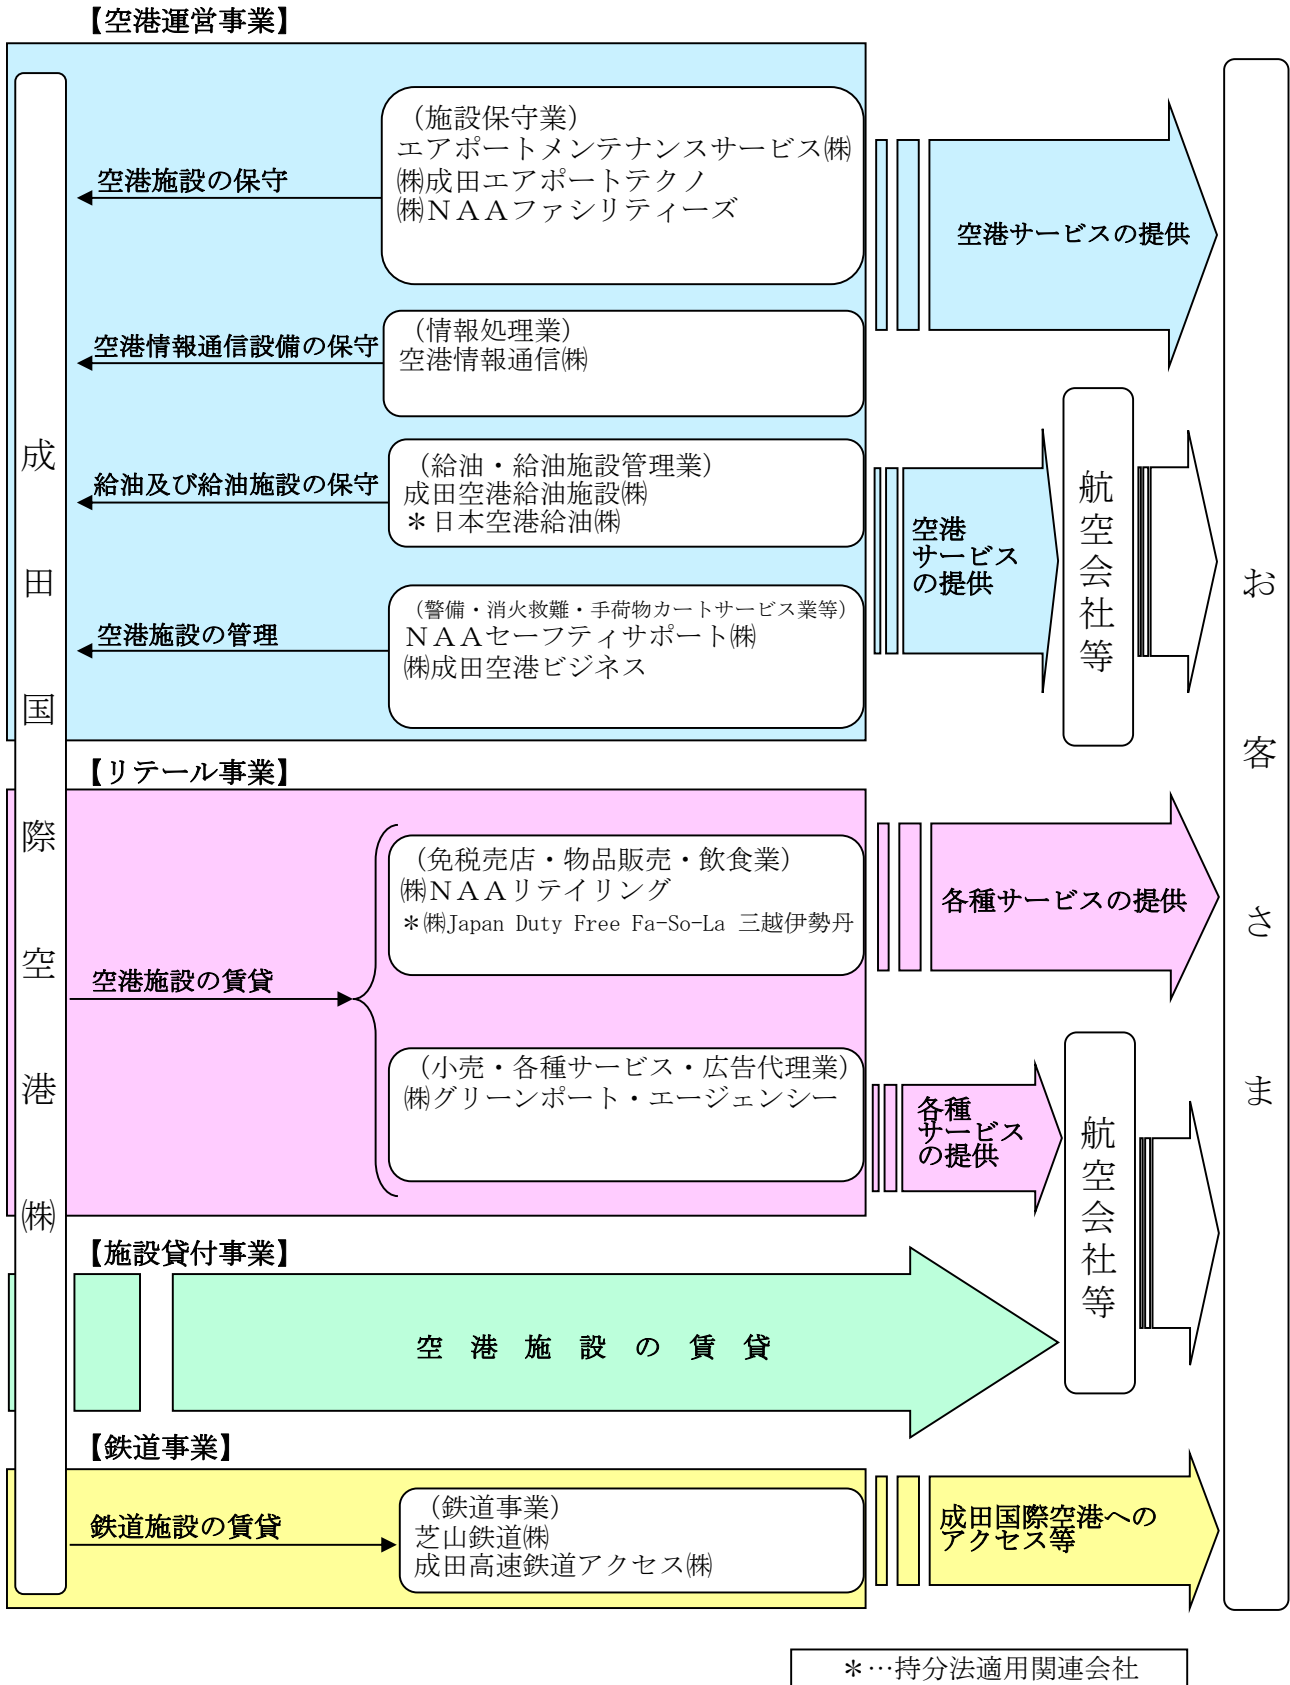 【空港運営事業】
成田国際空港㈱
（施設保守業）
エアポートメンテナンスサービス㈱
㈱成田エアポートテクノ
㈱ＮＡＡファシリティーズ
空港施設の保守
空港サービスの提供
（情報処理業）
空港情報通信㈱
空港情報通信設備の保守
（給油・給油施設管理業）
成田空港給油施設㈱
＊日本空港給油㈱
給油及び給油施設の保守
（警備・消火救難・手荷物カートサービス業等）
ＮＡＡセーフティサポート㈱
㈱成田空港ビジネス
空港施設の管理
空港
サービス
の提供
航空会社等
お客さま
【リテール事業】
（免税売店・物品販売・飲食業）
㈱ＮＡＡリテイリング
＊㈱Japan Duty Free Fa-So-La 三越伊勢丹
各種サービスの提供
空港施設の賃貸
（小売・各種サービス・広告代理業）
㈱グリーンポート・エージェンシー
各種
サービス
の提供
航空会社等
【施設貸付事業】
空港施設の賃貸
【鉄道事業】
鉄道施設の賃貸
（鉄道事業）
芝山鉄道㈱
成田高速鉄道アクセス㈱
成田国際空港への
アクセス等
＊…持分法適用関連会社